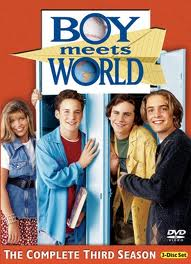 BOY
meets
WORLD
DVD
VIDEO
THE COMPLETE THIRD SEASON
3-Disc Set